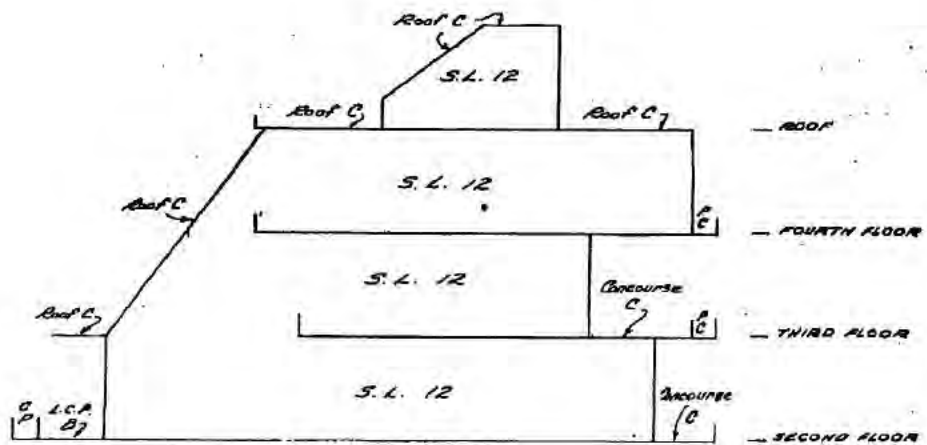 Roof C
S.L. 12
Roof C
Roof C
ROOF
Roof C
S.L. 12
P
C
FOURTH FLOOR
S.L. 12
Concourse
C
Roof C
P
C
THIRD FLOOR
S.L. 12
C
P
L.C.P.
B
Concourse
C
SECOND FLOOR